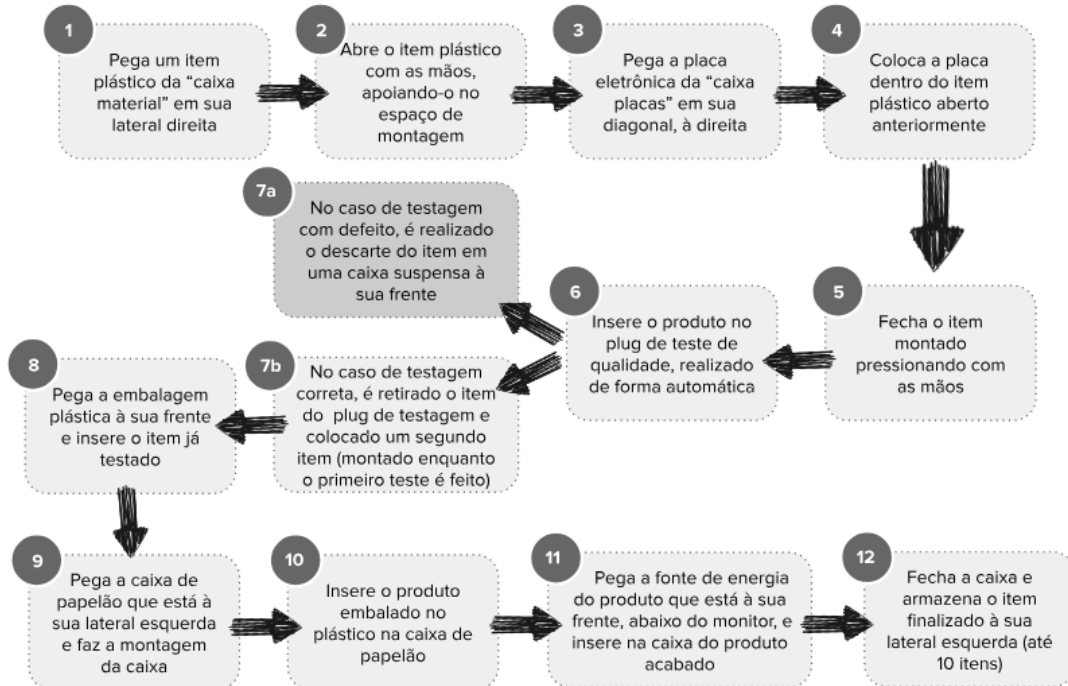 1
Pega um item
plástico da “caixa
material” em sua
lateral direita
2
Abre o item plástico
com as mãos,
apoiando-o no
espaço de
montagem
3
Pega a placa
eletrônica da “caixa
placas” em sua
diagonal, à direita
4
Coloca a placa
dentro do item
plástico aberto
anteriormente
5
Fecha o item
montado
pressionando com
as mãos
6
Insere o produto no
plug de teste de
qualidade, realizado
de forma automática
7a
No caso de testagem
com defeito, é realizado
o descarte do item em
uma caixa suspensa à
sua frente
7b
No caso de testagem
correta, é retirado o item
do plug de testagem e
colocado um segundo
item (montado enquanto
o primeiro teste é feito)
8
Pega a embalagem
plástica à sua frente
e insere o item já
testado
9
Pega a caixa de
papelão que está à
sua lateral esquerda
e faz a montagem
da caixa
10
Insere o produto
embalado no
plástico na caixa de
papelão
11
Pega a fonte de energia
do produto que está à sua
frente, abaixo do monitor, e
insere na caixa do produto
acabado
12
Fecha a caixa e
armazena o item
finalizado à sua
lateral esquerda (até
10 itens)